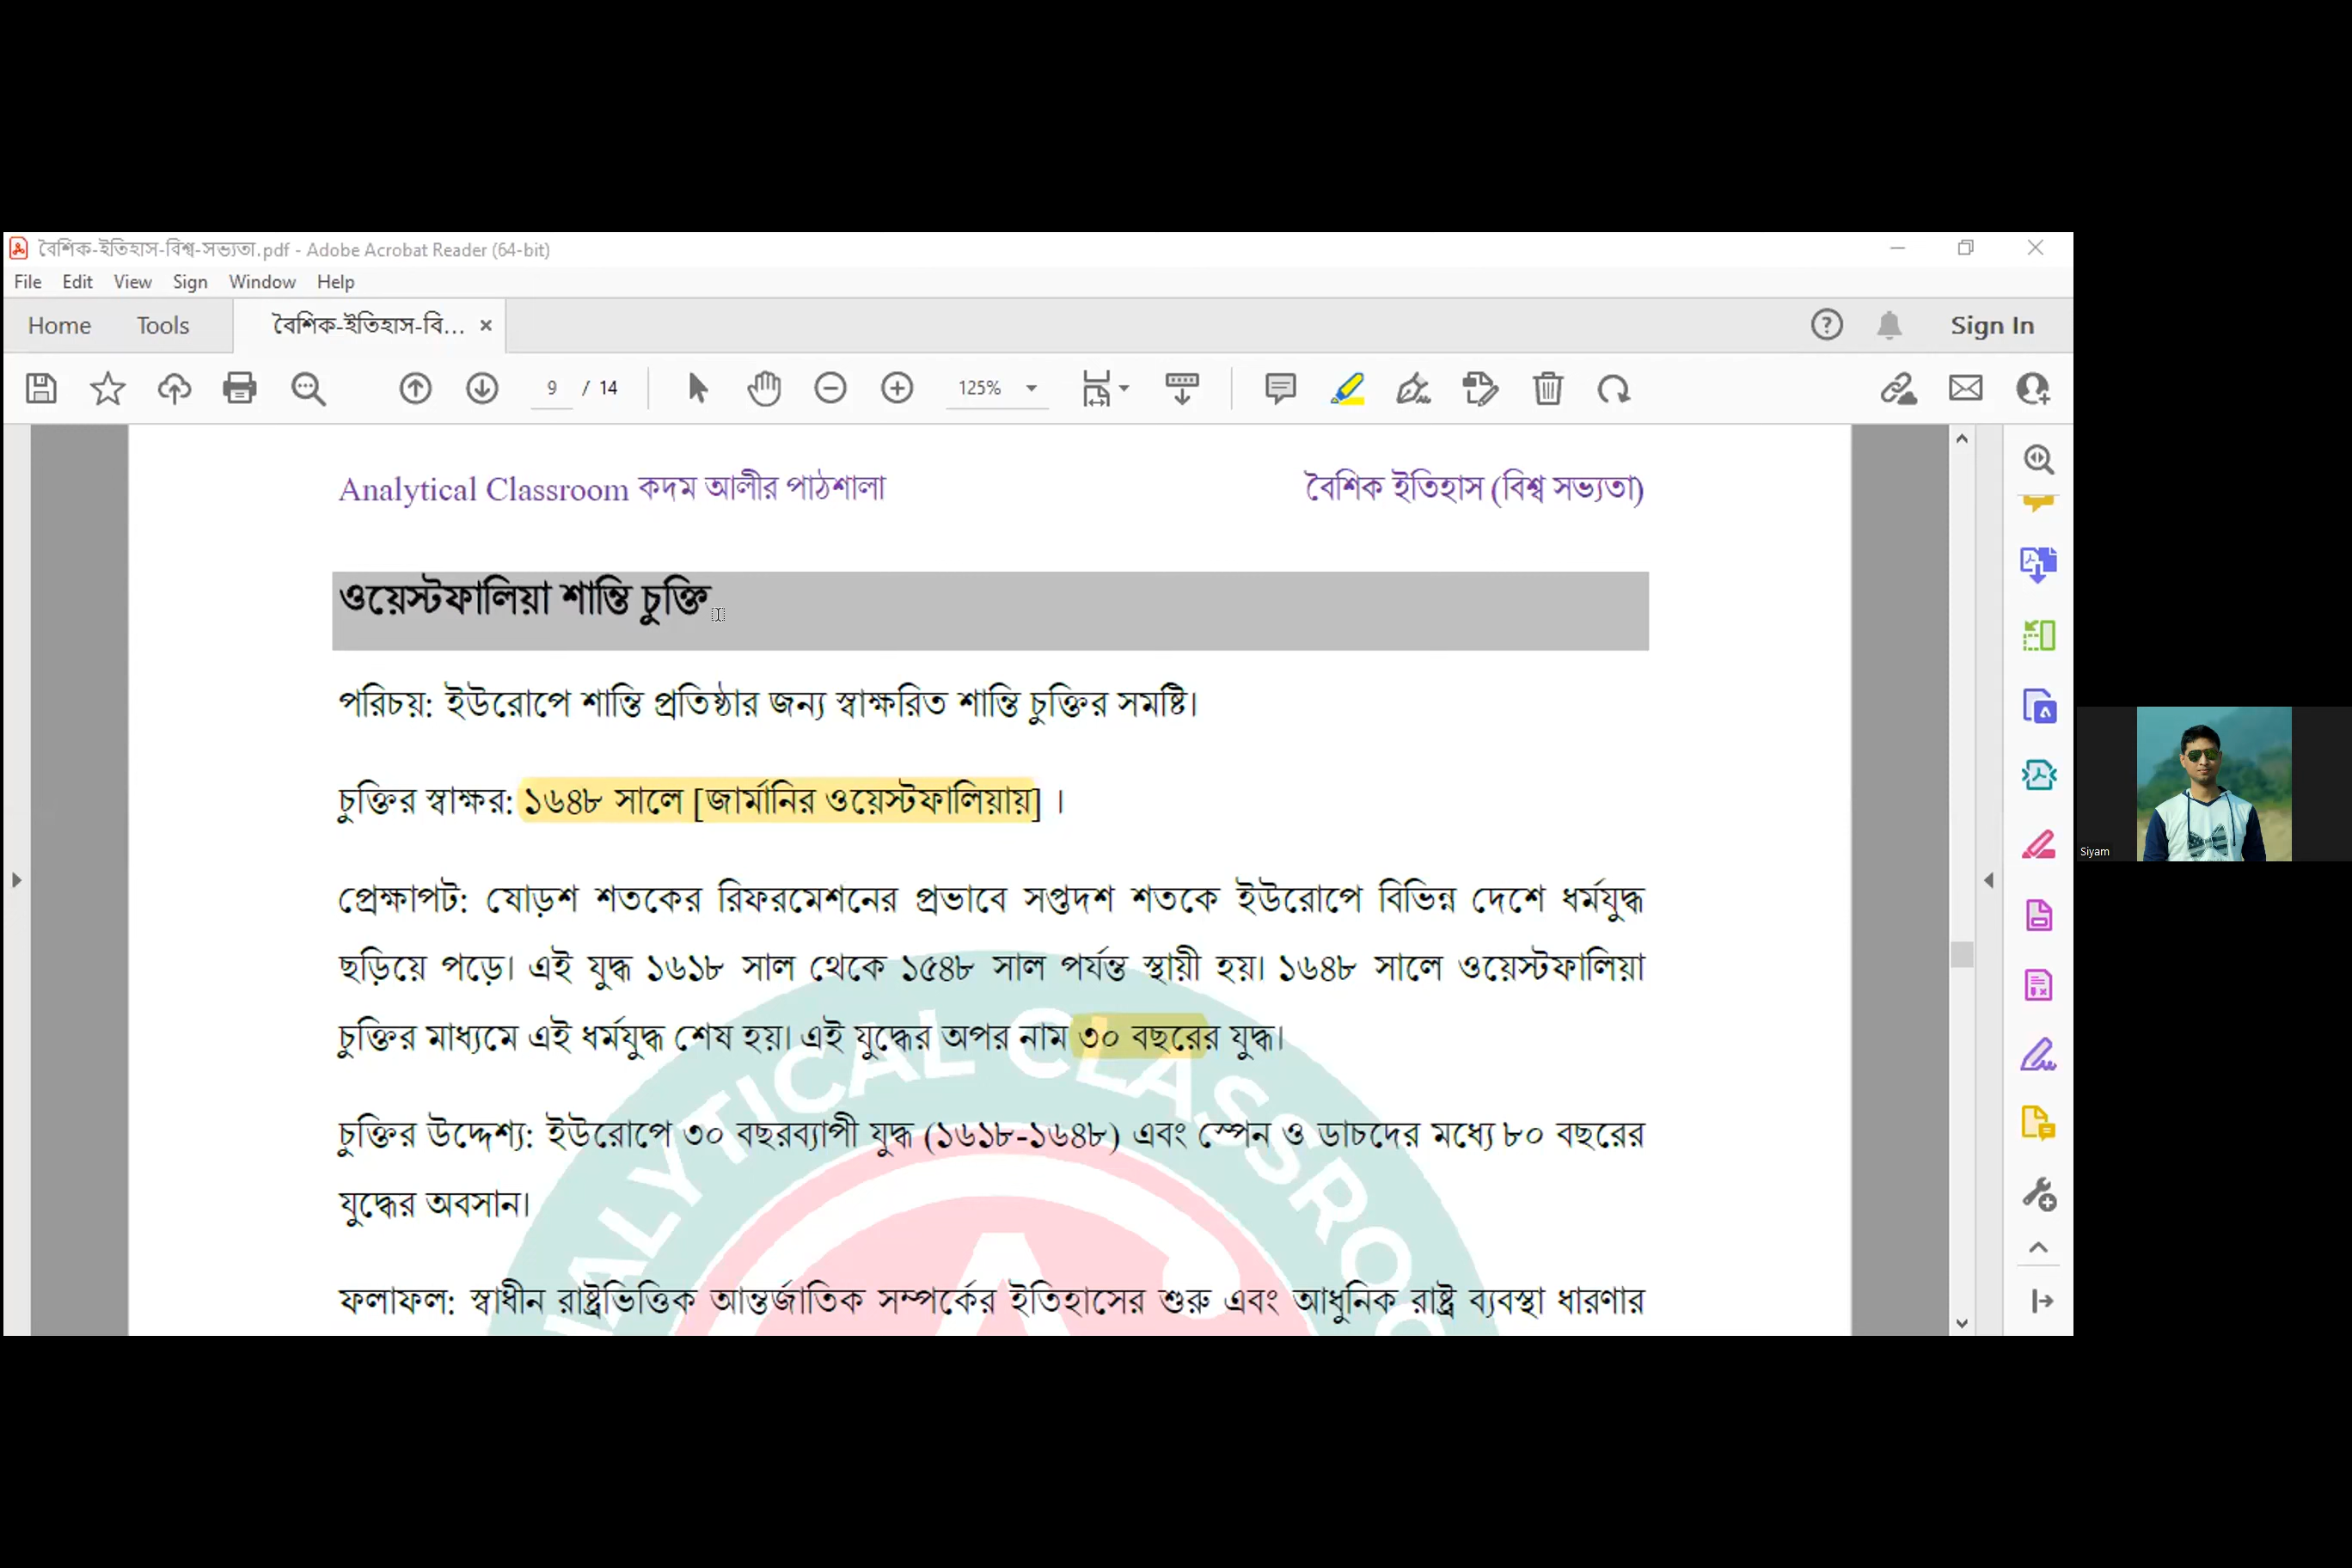 বৈশিক-ইতিহাস-বিশ্ব-সভ্যতা.pdf - Adobe Acrobat Reader (64-bit)
File Edit View Sign Window Help
Home Tools বৈশিক-ইতিহাস-বি... × Sign In
9 / 14 125%
Analytical Classroom কদম আলীর পাঠশালা বৈশিক ইতিহাস (বিশ্ব সভ্যতা)
ওয়েস্টফালিয়া শান্তি চুক্তি
পরিচয়: ইউরোপে শান্তি প্রতিষ্ঠার জন্য স্বাক্ষরিত শান্তি চুক্তির সমষ্টি।
চুক্তির স্বাক্ষর: ১৬৪৮ সালে [জার্মানির ওয়েস্টফালিয়ায়] ।
প্রেক্ষাপট: ষোড়শ শতকের রিফরমেশনের প্রভাবে সপ্তদশ শতকে ইউরোপে বিভিন্ন দেশে ধর্মযুদ্ধ
ছড়িয়ে পড়ে। এই যুদ্ধ ১৬১৮ সাল থেকে ১৫৪৮ সাল পর্যন্ত স্থায়ী হয়। ১৬৪৮ সালে ওয়েস্টফালিয়া
চুক্তির মাধ্যমে এই ধর্মযুদ্ধ শেষ হয়। এই যুদ্ধের অপর নাম ৩০ বছরের যুদ্ধ।
চুক্তির উদ্দেশ্য: ইউরোপে ৩০ বছরব্যাপী যুদ্ধ (১৬১৮-১৬৪৮) এবং স্পেন ও ডাচদের মধ্যে ৮০ বছরের
যুদ্ধের অবসান।
ফলাফল: স্বাধীন রাষ্ট্রভিত্তিক আন্তর্জাতিক সম্পর্কের ইতিহাসের শুরু এবং আধুনিক রাষ্ট্র ব্যবস্থা ধারণার
Siyam